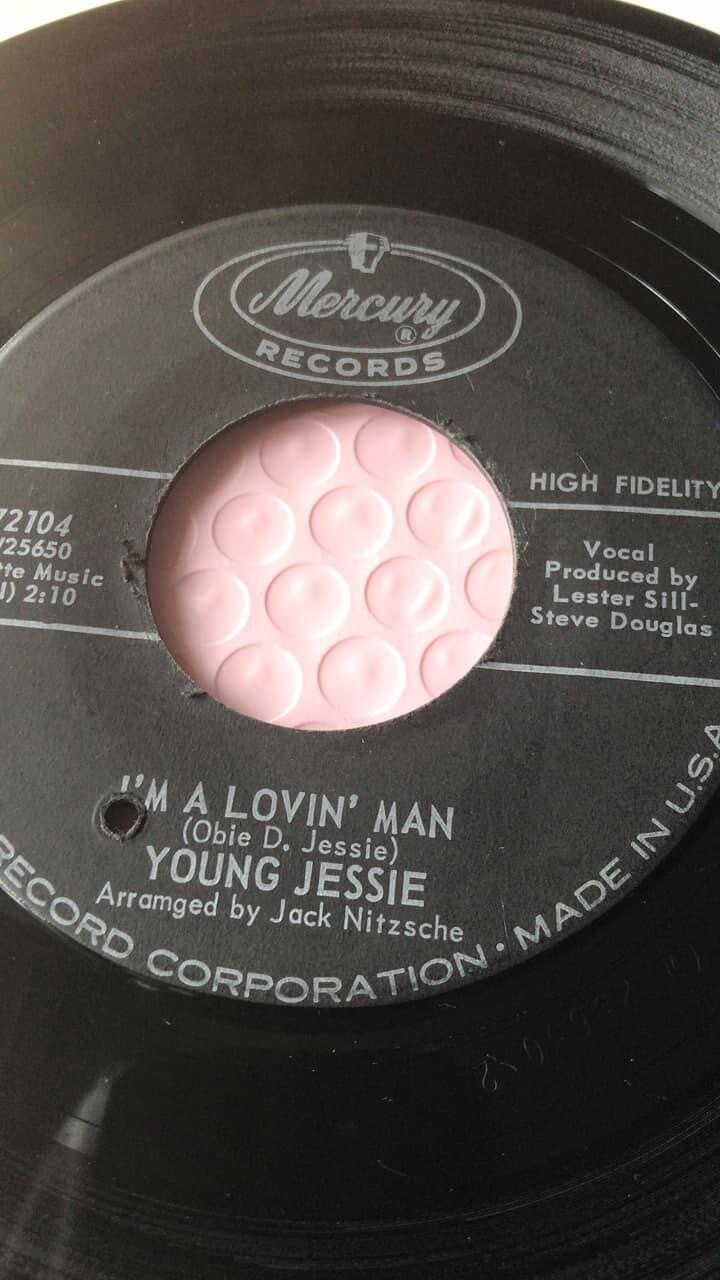 Mercury
®
RECORDS
HIGH FIDELITY
72104
25650
Music
2:10
Vocal
Produced by
Lester Sill-
Steve Douglas
I'M A LOVIN' MAN
(Obie D. Jessie)
YOUNG JESSIE
Arramged by Jack Nitzsche
RECORD CORPORATION • MADE IN U.S.A